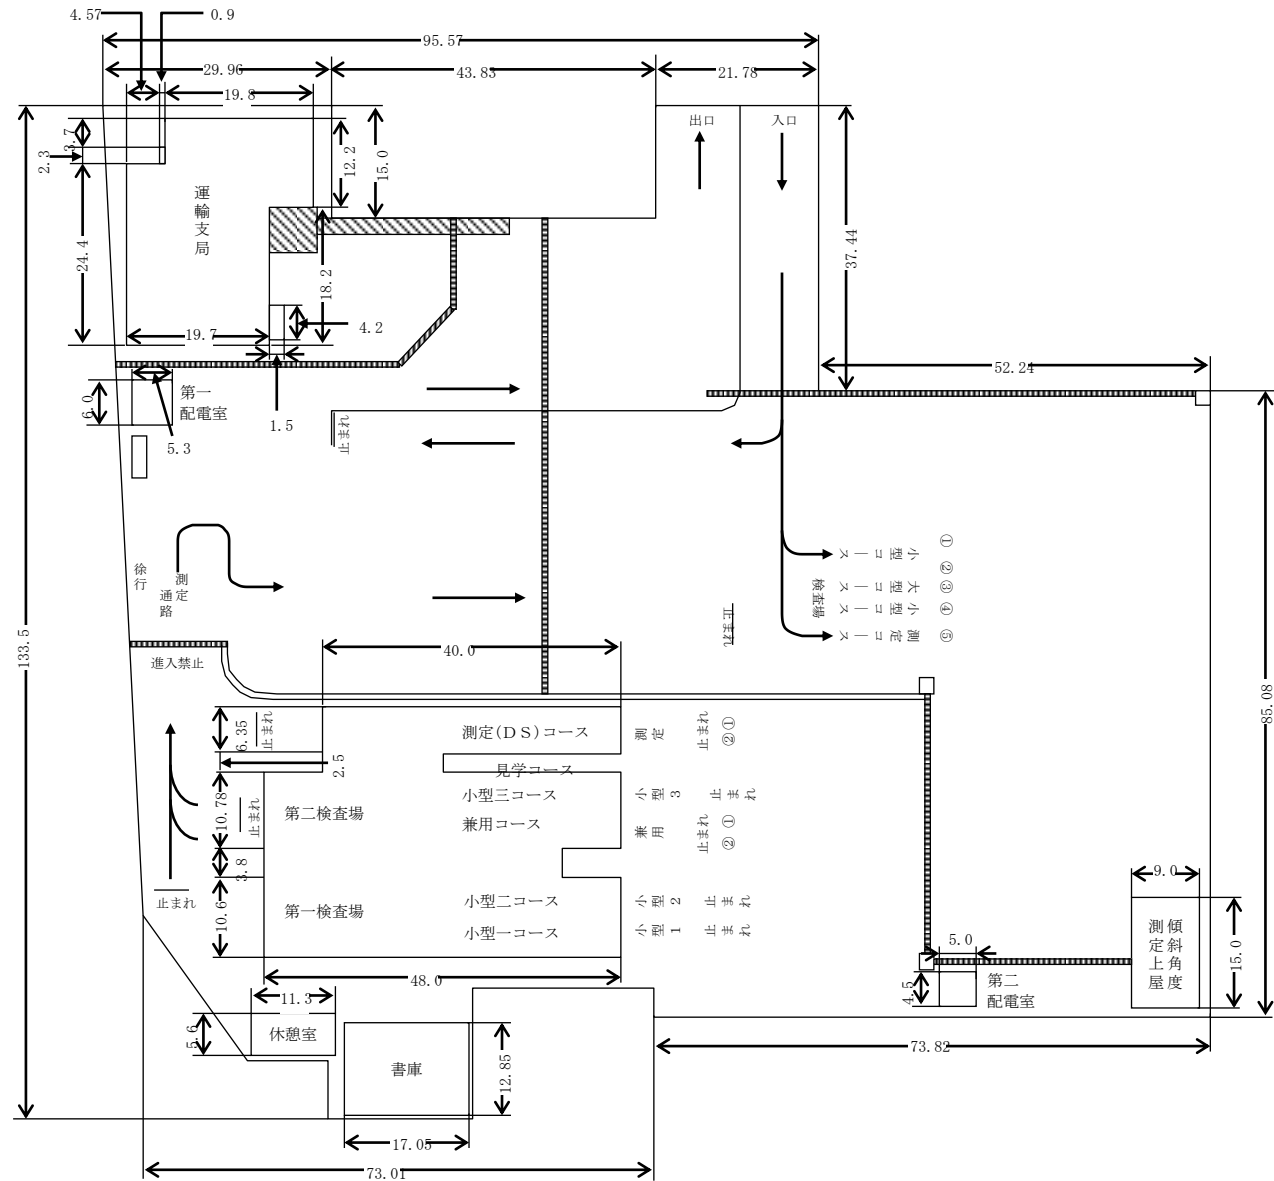 4.57
0.9
95.57
29.96
43.83
21.78
19.8
出口
入口
3.7
2.3
12.2
15.0
運輸支局
24.4
18.2
37.44
19.7
4.2
52.24
6.0
第一
配電室
1.5
5.3
止まれ
徐行
測定
通路
検査場
小型コース
①
②
大型コース
③
小型コース
④
測定コース
⑤
止まれ
133.5
進入禁止
40.0
85.08
6.35
止まれ
測定(DS)コース
測定
止まれ
①
②
2.5
見学コース
10.78
止まれ
第二検査場
小型三コース
小型3
止まれ
兼用コース
兼用
止まれ
①
②
3.8
10.6
止まれ
第一検査場
小型二コース
小型2
止まれ
小型一コース
小型1
止まれ
9.0
測定上屋
傾斜角度
15.0
5.0
4.5
第二
配電室
48.0
11.3
5.6
休憩室
書庫
12.85
73.82
17.05
73.01